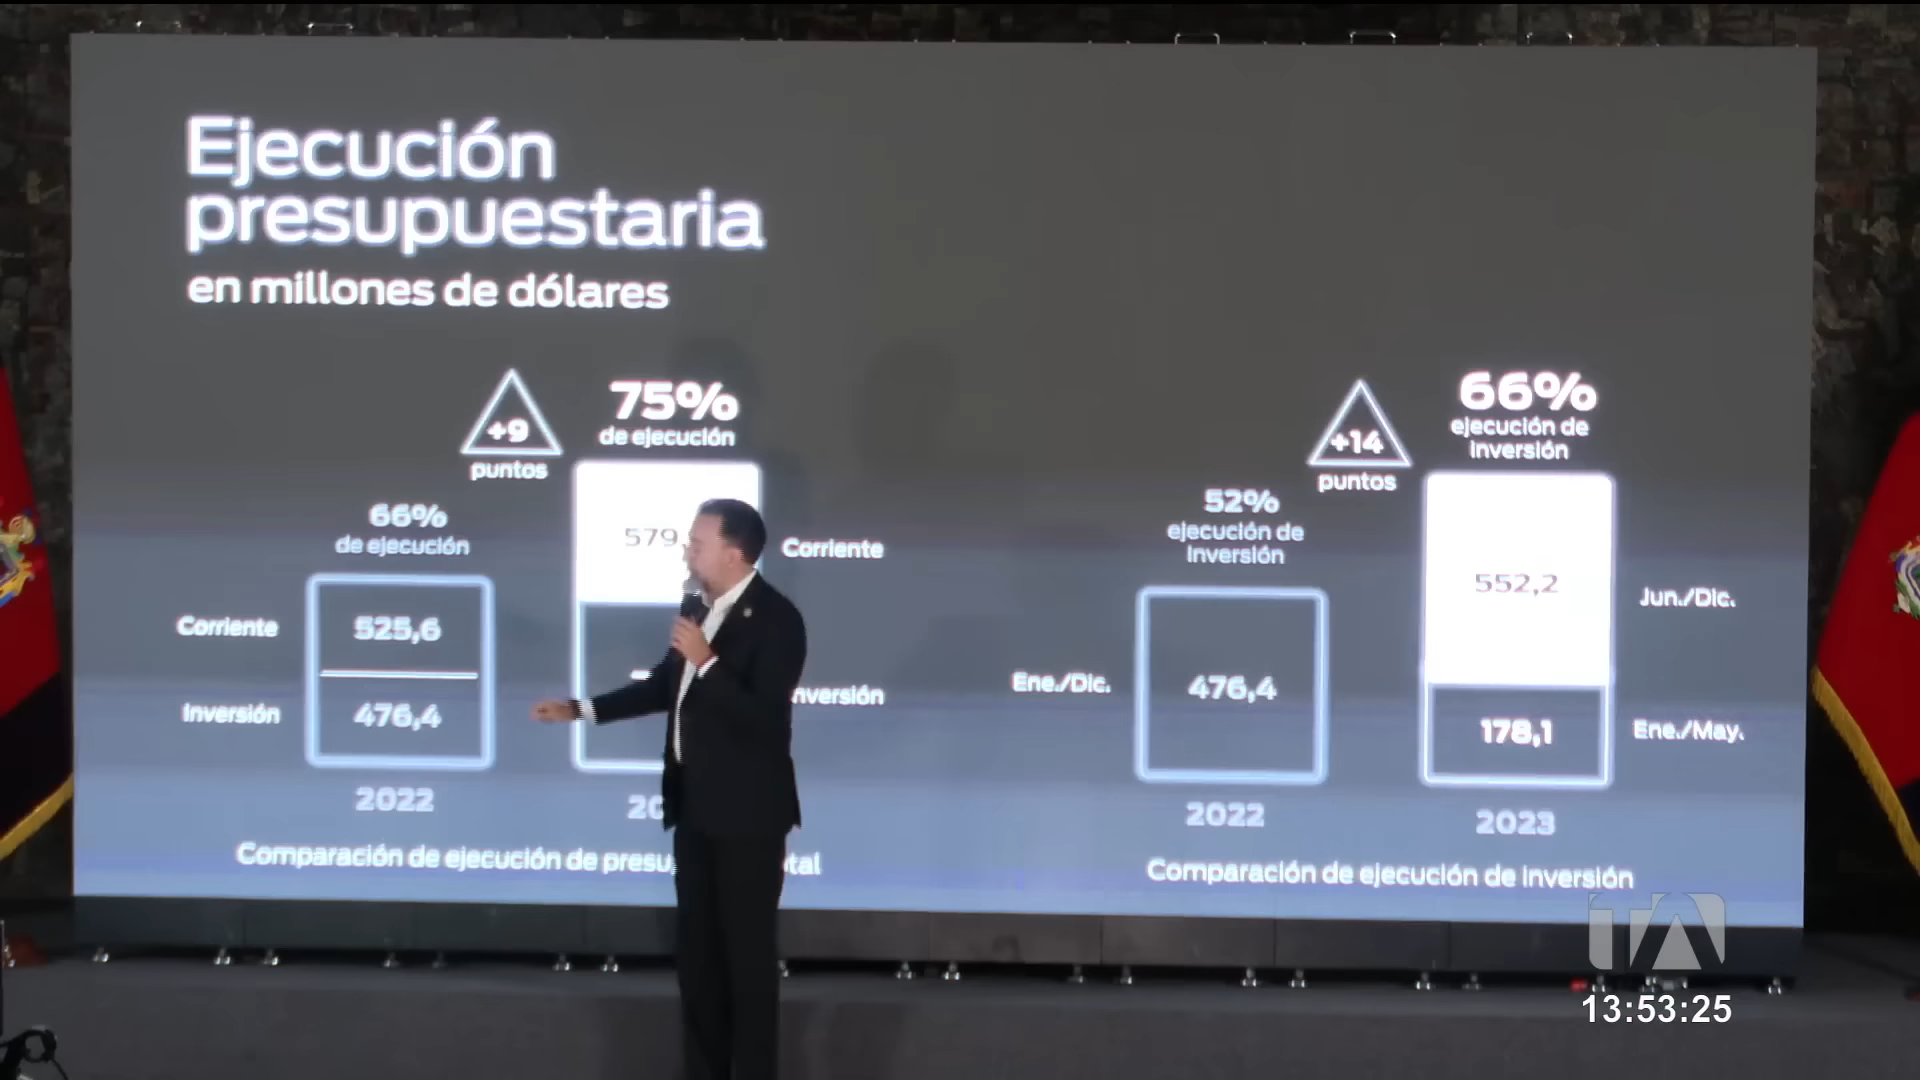 Ejecución
presupuestaria
en millones de dólares
+9
puntos
75%
de ejecución
66%
de ejecución
Corriente
525,6
Inversión
476,4
2022
579,
Corriente
nversión
20
Comparación de ejecución de presu tal
+14
puntos
66%
ejecución de
inversión
52%
ejecución de
inversión
Ene./Dic.
476,4
2022
552,2
Jun./Dic.
178,1
Ene./May.
2023
Comparación de ejecución de inversión
TA
13:53:25